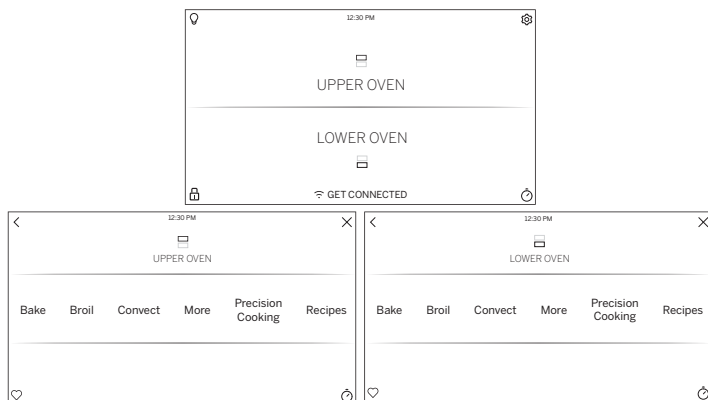 12:30 PM
UPPER OVEN
LOWER OVEN
GET CONNECTED
12:30 PM
UPPER OVEN
Bake Broil Convect More Precision Cooking Recipes
12:30 PM
LOWER OVEN
Bake Broil Convect More Precision Cooking Recipes